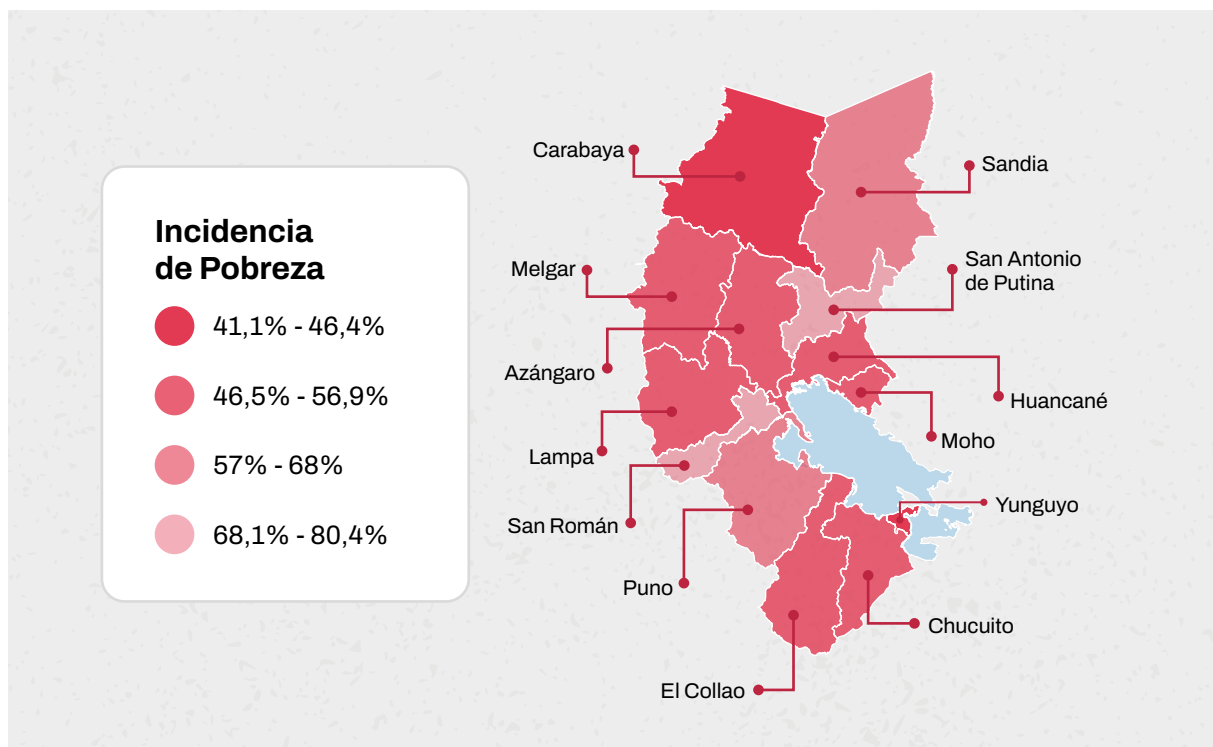 Incidencia
de Pobreza
41,1% - 46,4%
46,5% - 56,9%
57% - 68%
68,1% - 80,4%
Carabaya
Sandia
Melgar
San Antonio
de Putina
Azángaro
Huancané
Moho
Lampa
San Román
Yunguyo
Puno
Chucuito
El Collao